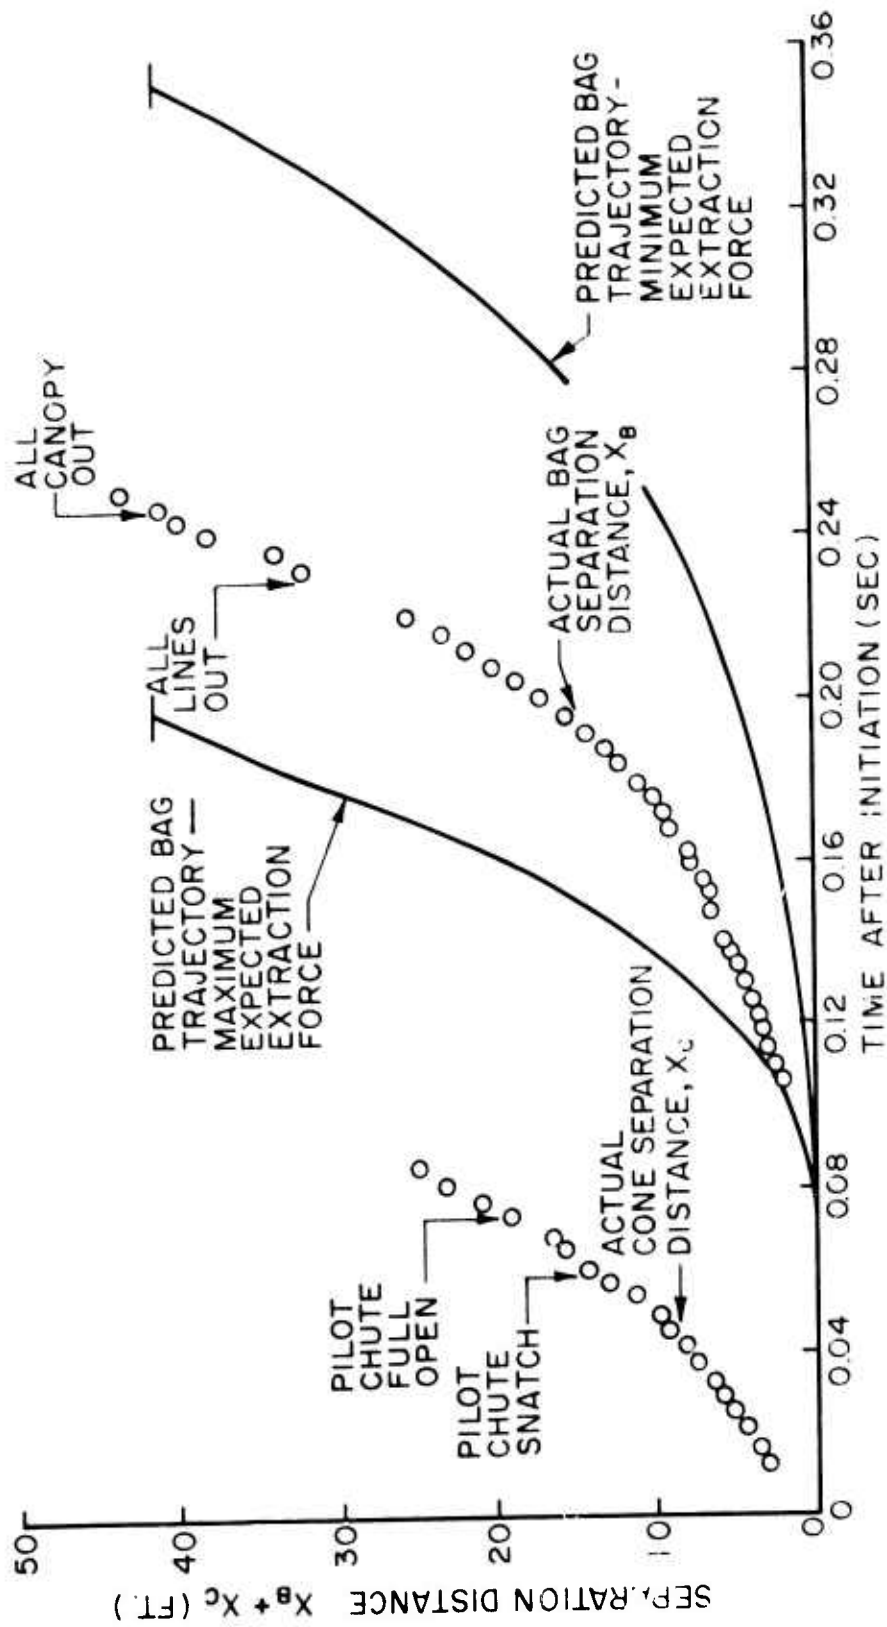 SEPARATION DISTANCE X_B + X_C (FT.)
50
40
30
20
10
0
0
0.04
0.08
0.12
0.16
0.20
0.24
0.28
0.32
0.36
TIME AFTER INITIATION (SEC)
PILOT
CHUTE
FULL
OPEN
PILOT
CHUTE
SNATCH
ACTUAL
CONE SEPARATION
DISTANCE, X_C
PREDICTED BAG
TRAJECTORY—
MAXIMUM
EXPECTED
EXTRACTION
FORCE
ALL
LINES
OUT
ALL
CANOPY
OUT
ACTUAL BAG
SEPARATION
DISTANCE, X_B
PREDICTED BAG
TRAJECTORY-
MINIMUM
EXPECTED
EXTRACTION
FORCE